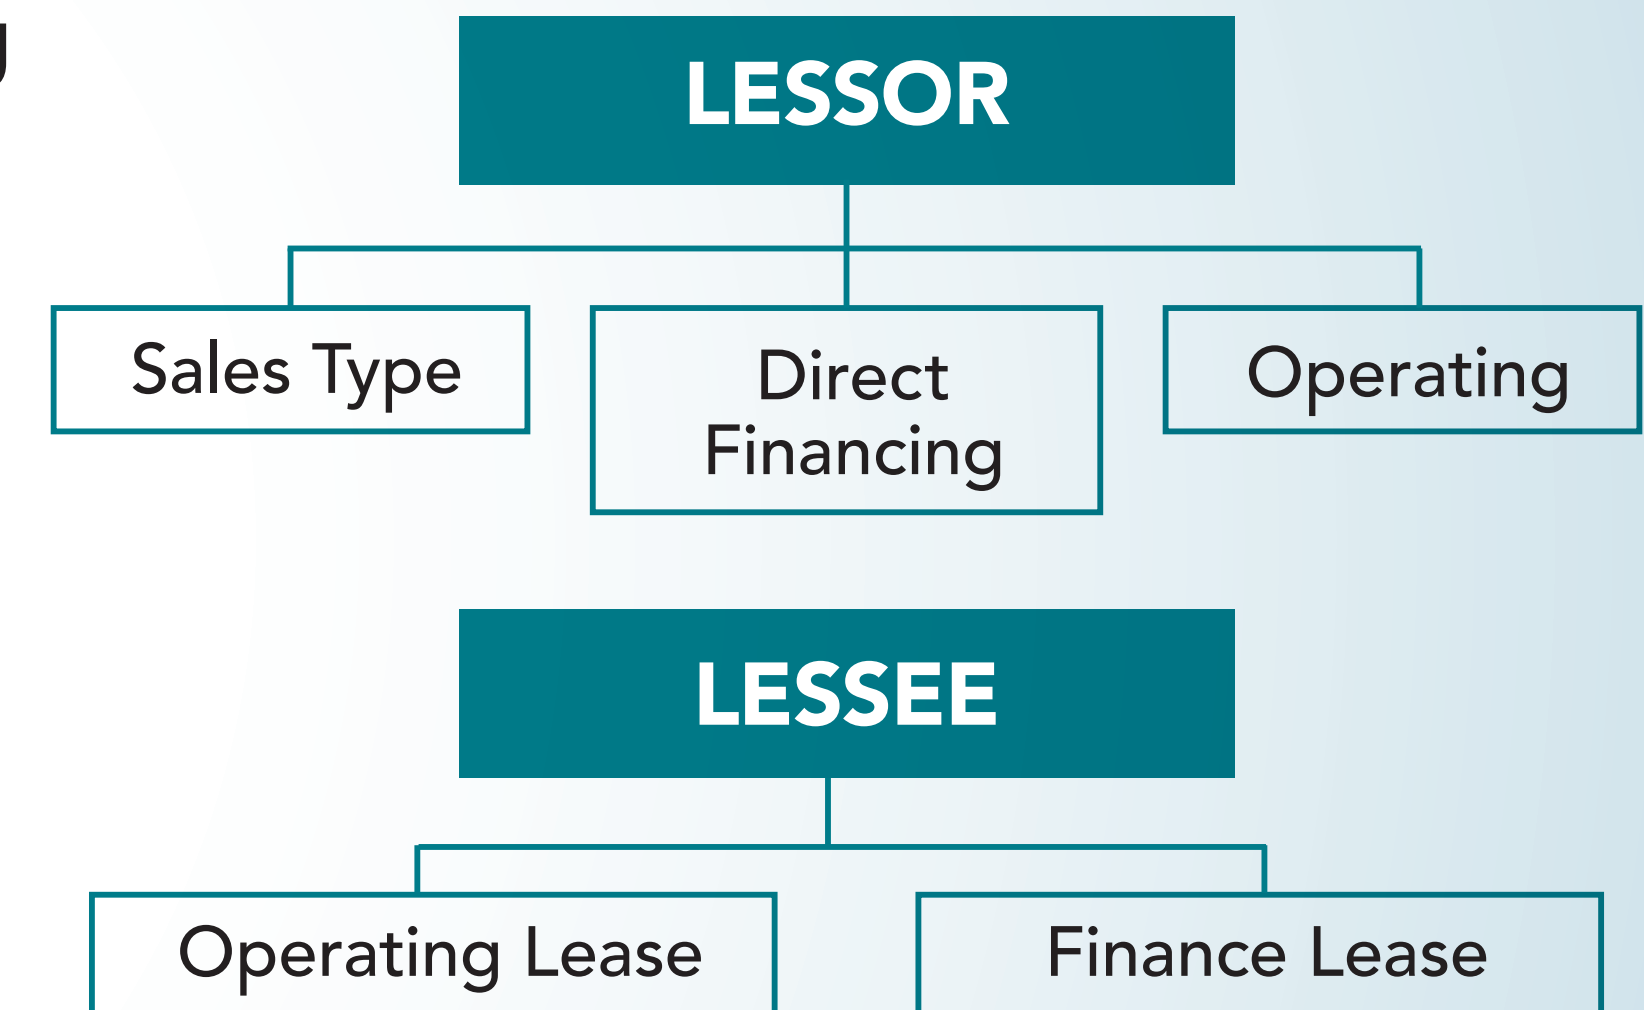 LESSOR
Sales Type
Direct
Financing
Operating
LESSEE
Operating Lease
Finance Lease